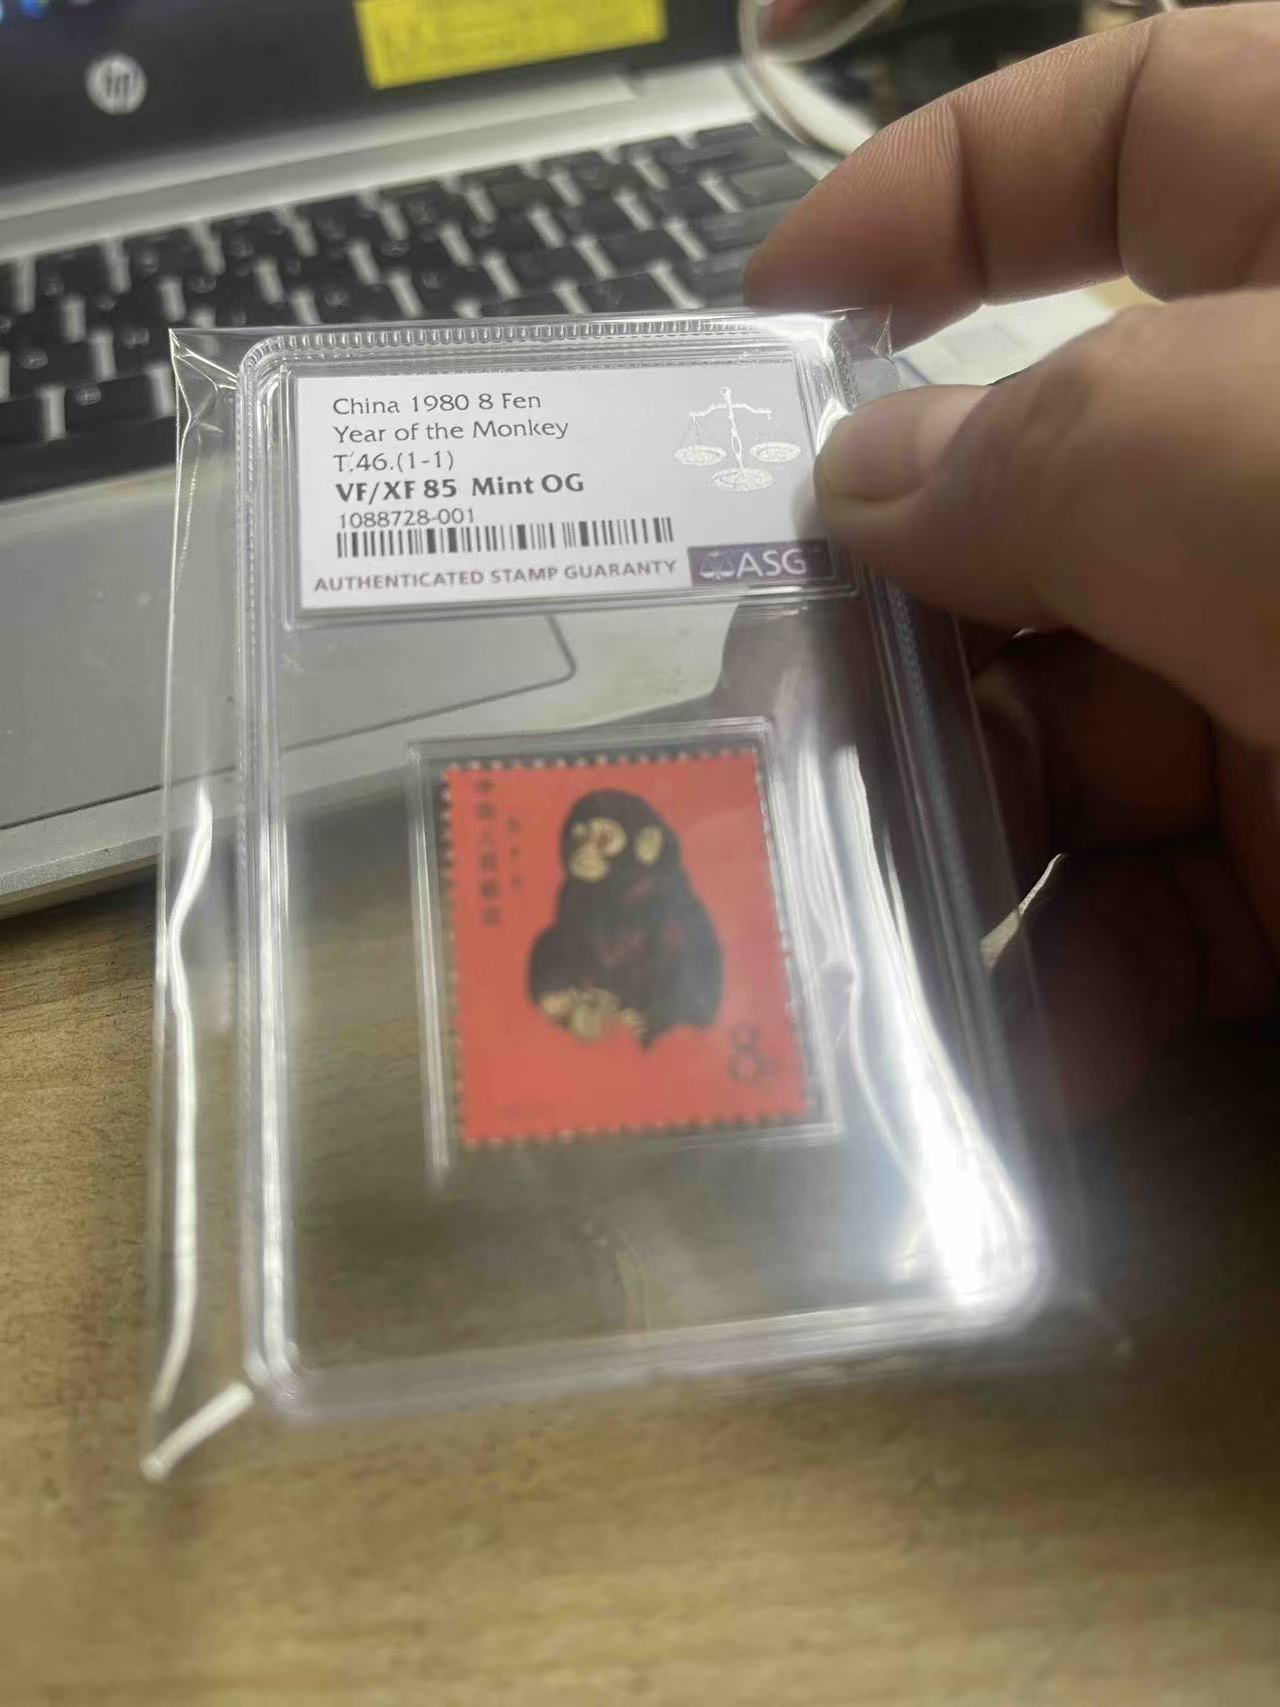 hp
China 1980 8 Fen
Year of the Monkey
T.46.(1-1)
VF/XF 85 Mint OG
1088728-001
AUTHENTICATED STAMP GUARANTY
ASG
8